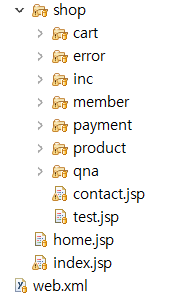 shop
cart
error
inc
member
payment
product
qna
contact.jsp
test.jsp
home.jsp
index.jsp
web.xml